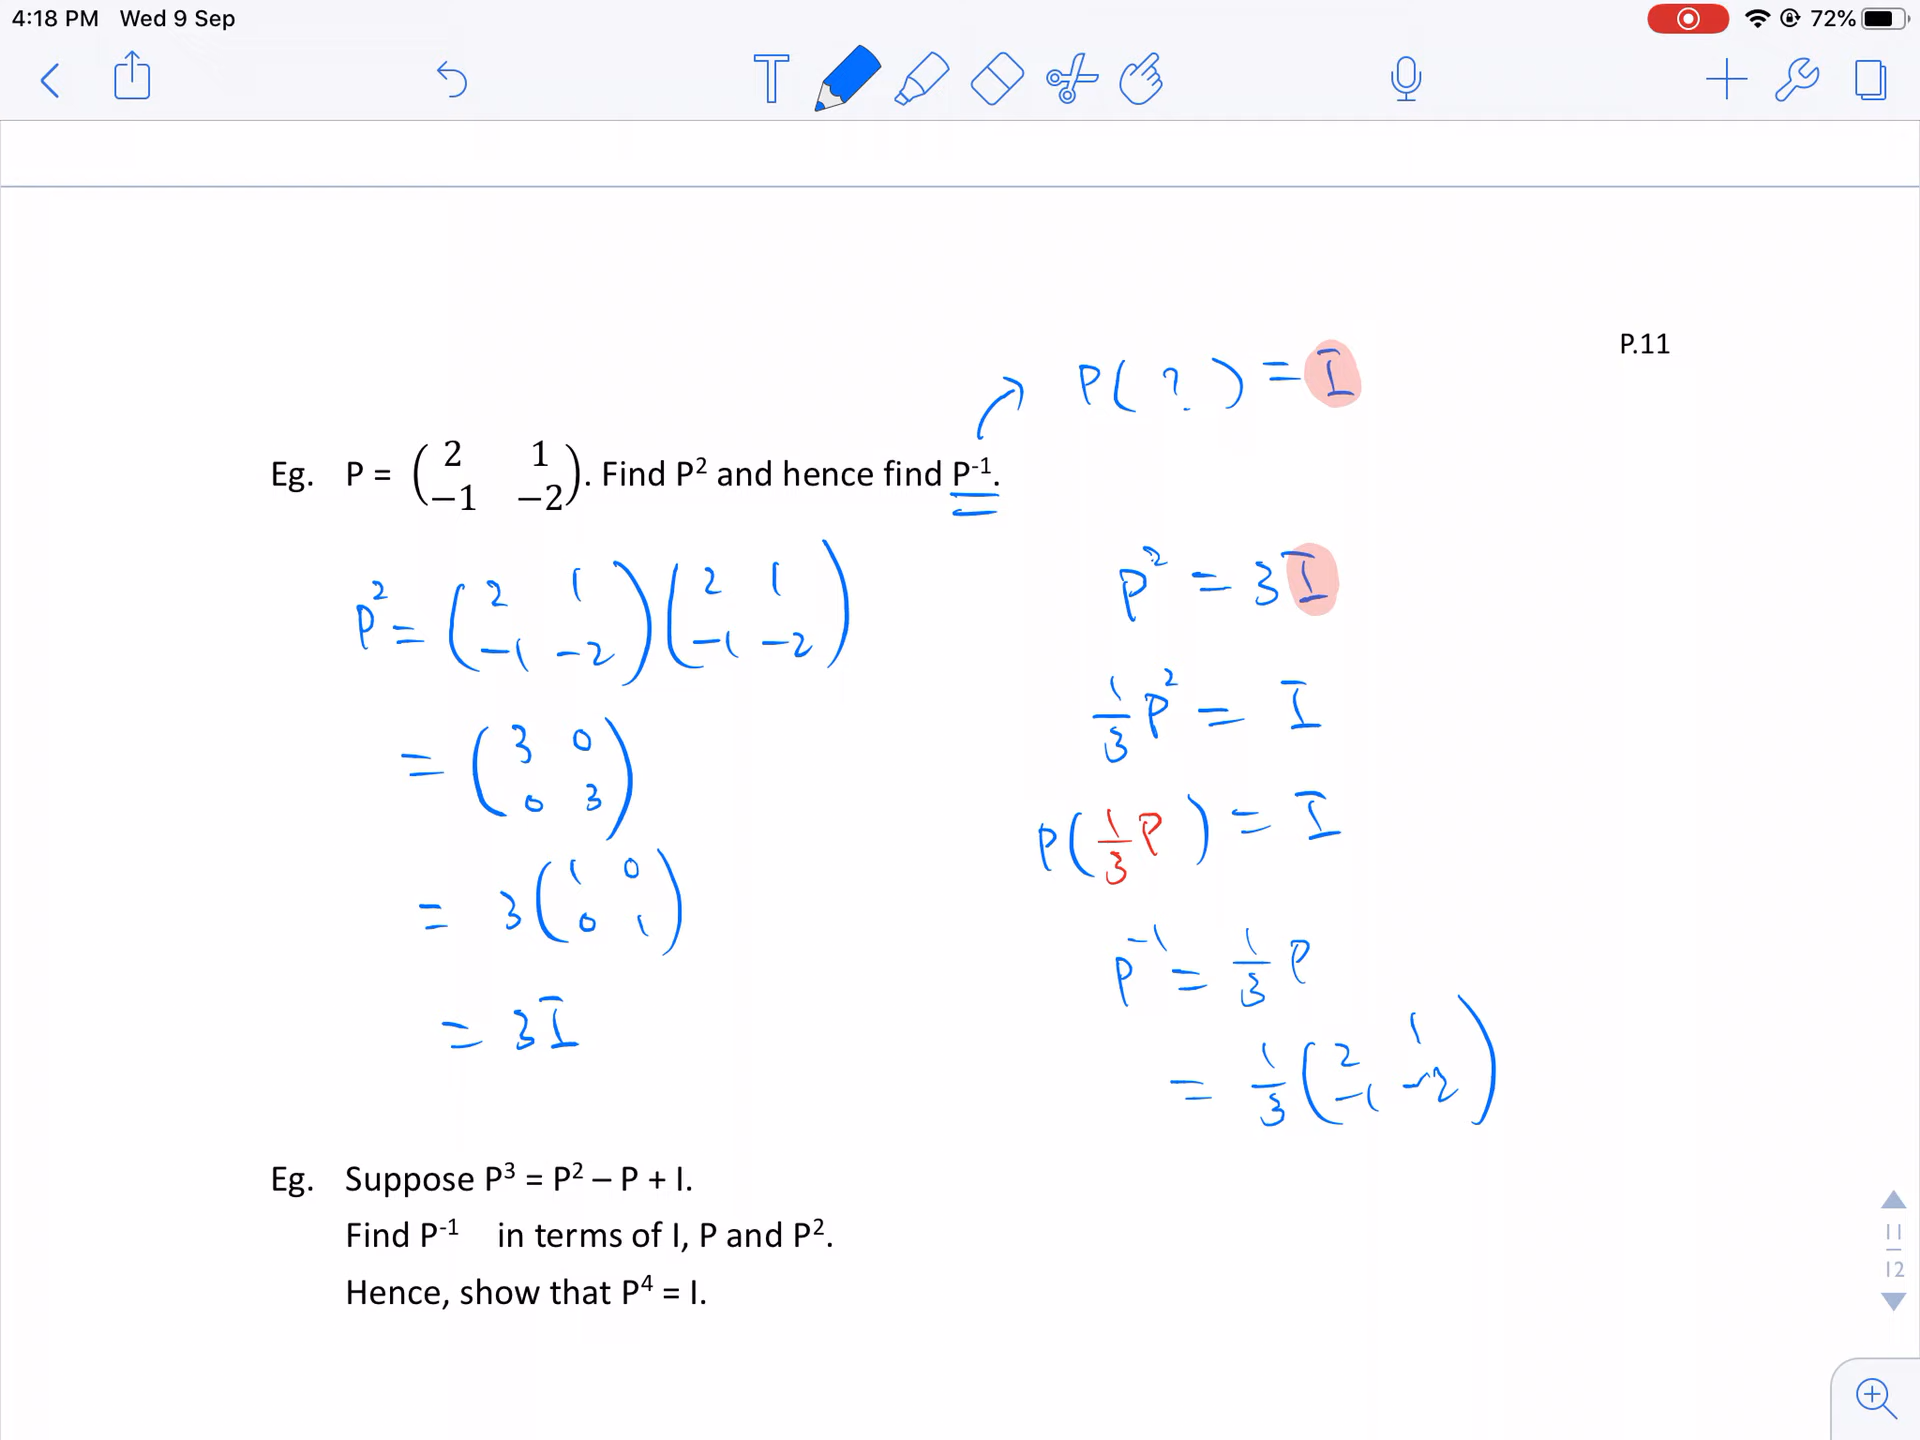 4:18 PM Wed 9 Sep
72%
T
P.11
P( ? ) = I
Eg. P = (2 1 −1 −2). Find P² and hence find P⁻¹.
P² = (2 1 −1 −2)(2 1 −1 −2)
= (3 0 0 3)
= 3(1 0 0 1)
= 3I
P² = 3I
1/3 P² = I
P(1/3 P) = I
P⁻¹ = 1/3 P
= 1/3 (2 1 −1 −2)
Eg. Suppose P³ = P² – P + I.
Find P⁻¹ in terms of I, P and P².
Hence, show that P⁴ = I.
11
12